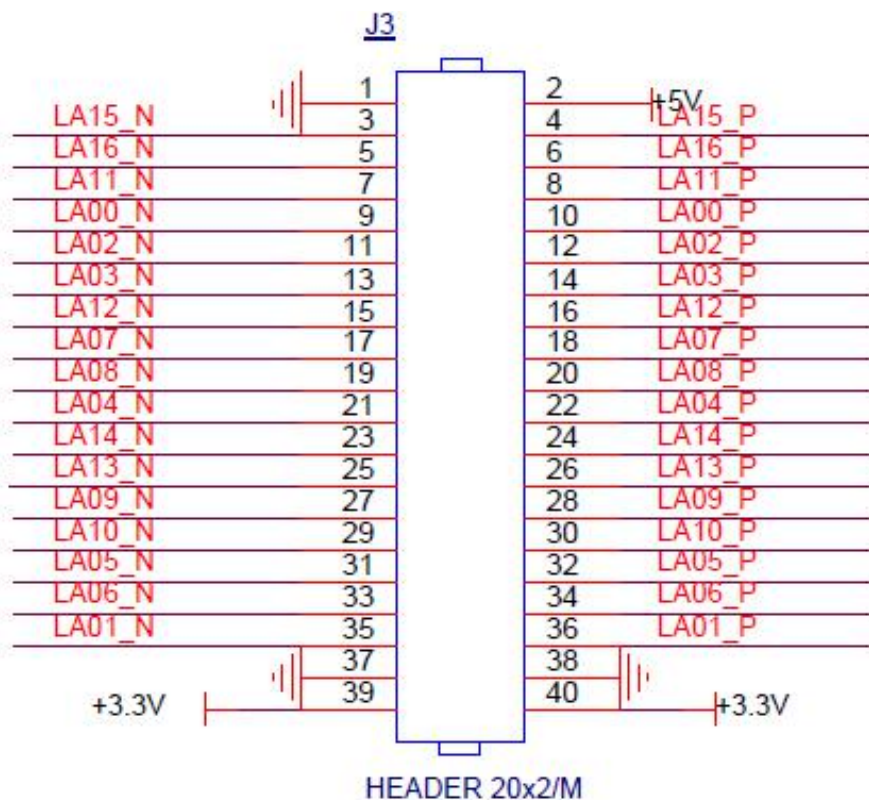 J3
1 2
+5V
LA15_N 3 4 LA15_P
LA16_N 5 6 LA16_P
LA11_N 7 8 LA11_P
LA00_N 9 10 LA00_P
LA02_N 11 12 LA02_P
LA03_N 13 14 LA03_P
LA12_N 15 16 LA12_P
LA07_N 17 18 LA07_P
LA08_N 19 20 LA08_P
LA04_N 21 22 LA04_P
LA14_N 23 24 LA14_P
LA13_N 25 26 LA13_P
LA09_N 27 28 LA09_P
LA10_N 29 30 LA10_P
LA05_N 31 32 LA05_P
LA06_N 33 34 LA06_P
LA01_N 35 36 LA01_P
37 38
+3.3V 39 40 +3.3V
HEADER 20x2/M